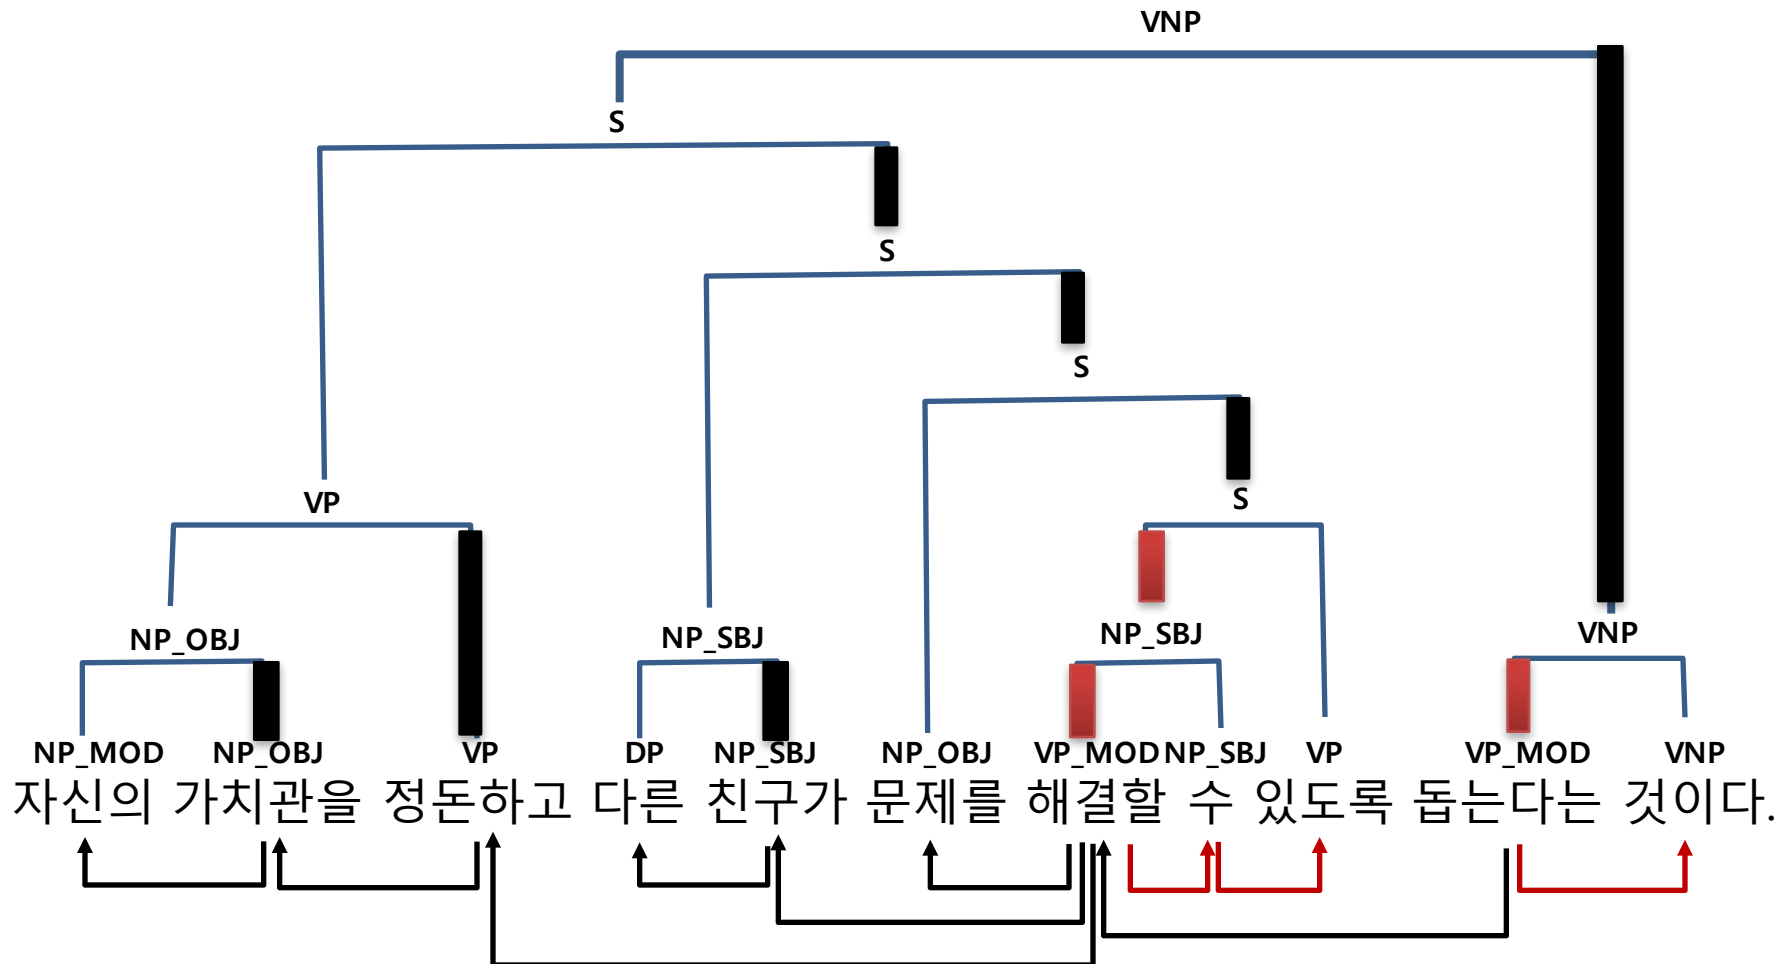 VNP
S
S
S
VP
S
NP_OBJ
NP_SBJ
NP_SBJ
VNP
NP_MOD NP_OBJ VP DP NP_SBJ NP_OBJ VP_MOD NP_SBJ VP VP_MOD VNP
자신의 가치관을 정돈하고 다른 친구가 문제를 해결할 수 있도록 돕는다는 것이다.